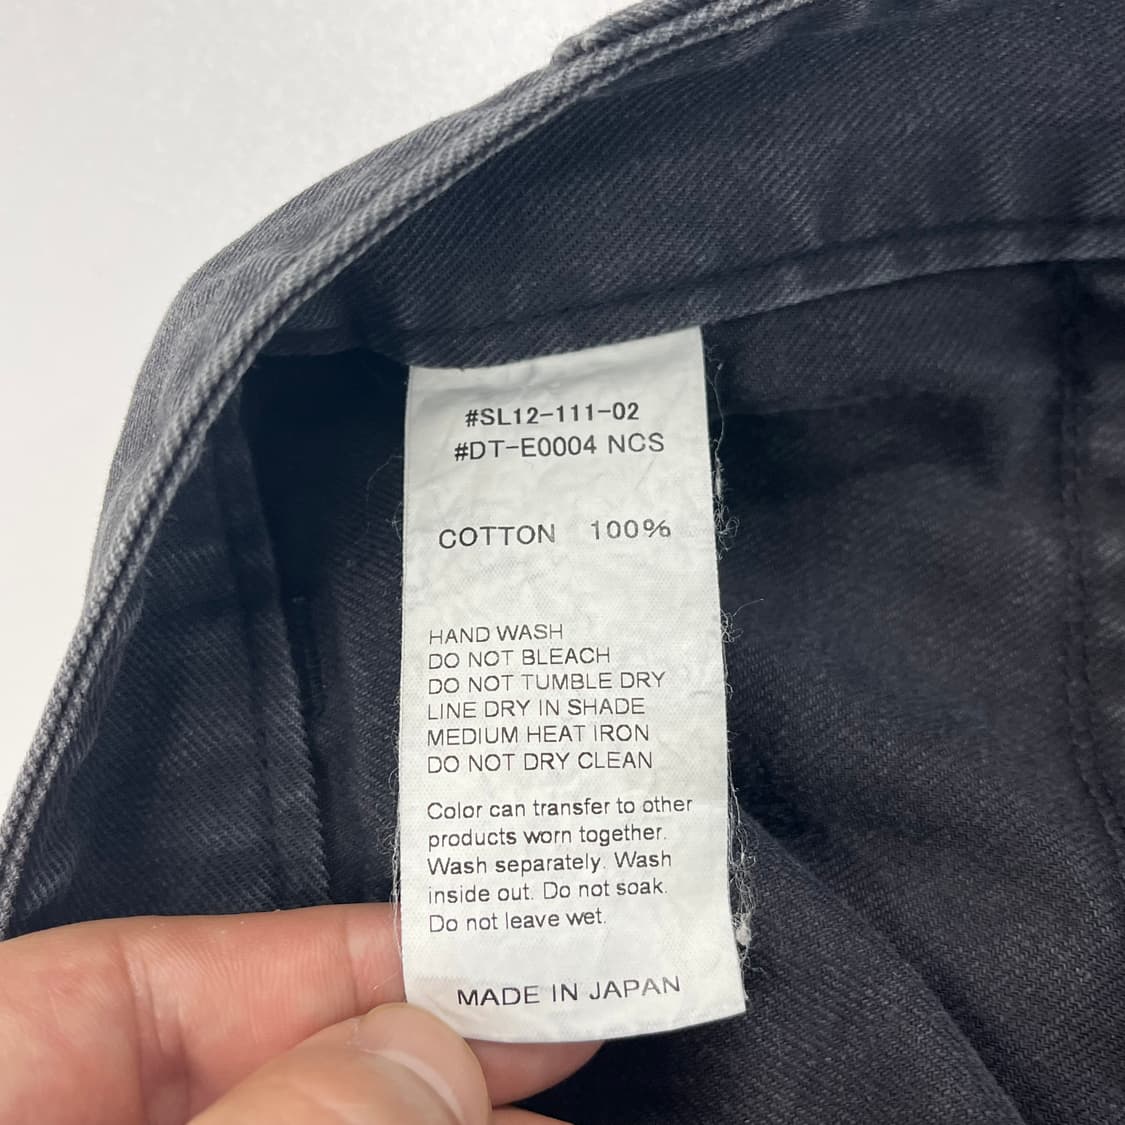 #SL12-111-02
#DT-E0004 NCS
COTTON 100%
HAND WASH
DO NOT BLEACH
DO NOT TUMBLE DRY
LINE DRY IN SHADE
MEDIUM HEAT IRON
DO NOT DRY CLEAN
Color can transfer to other
products worn together.
Wash separately. Wash
inside out. Do not soak.
Do not leave wet.
MADE IN JAPAN